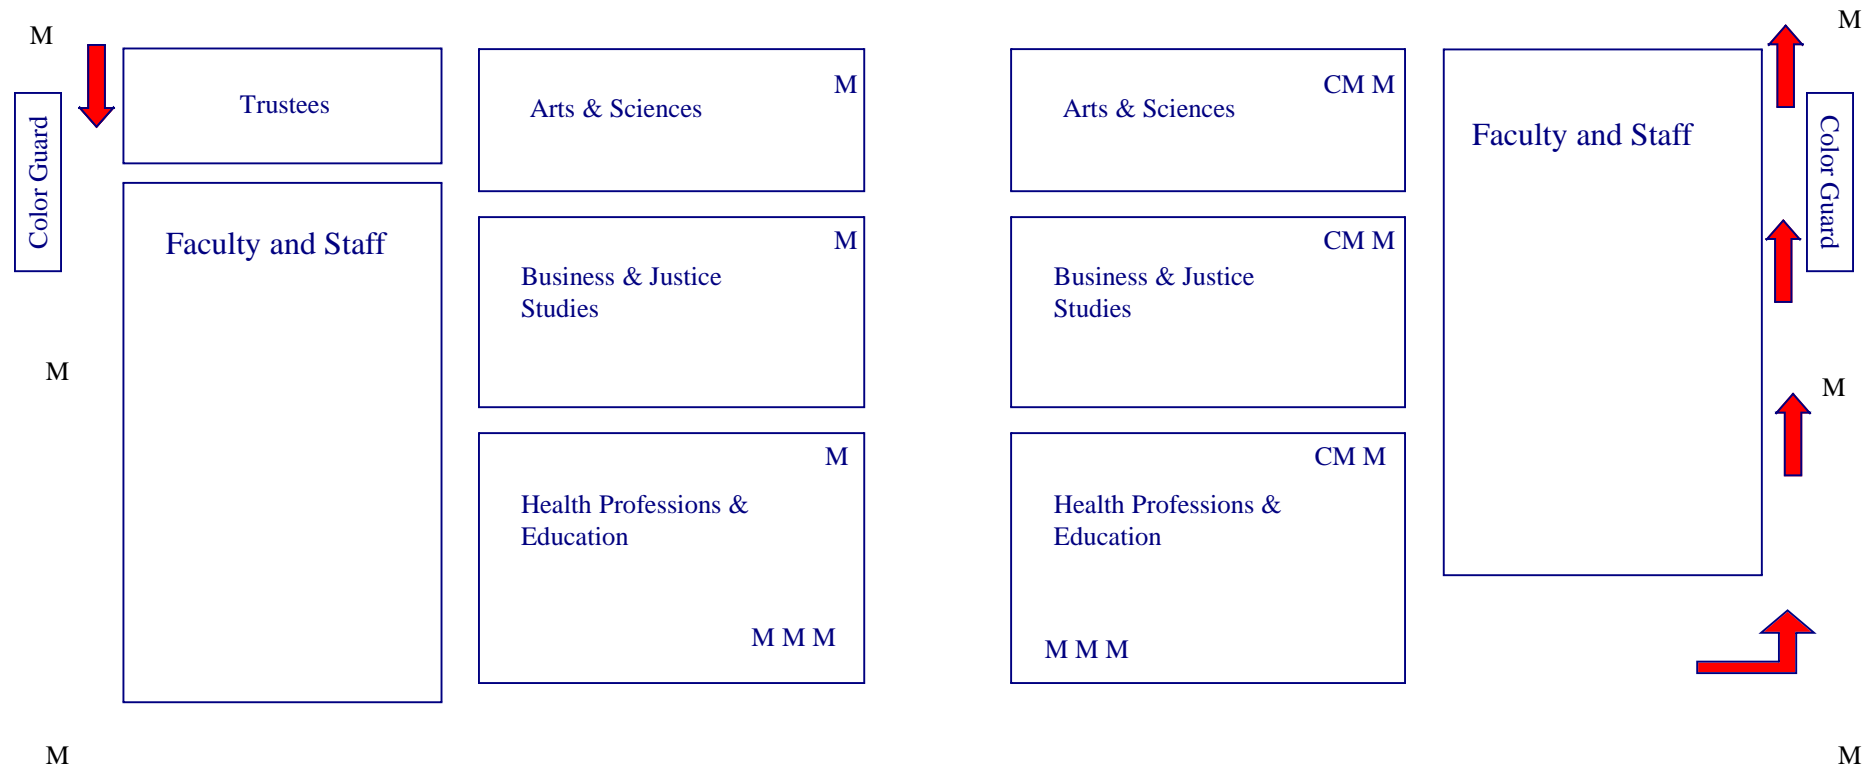 M
M
Trustees
M
Arts & Sciences
CM M
Arts & Sciences
Faculty and Staff
Color Guard
Color Guard
Faculty and Staff
M
Business & Justice
Studies
CM M
Business & Justice
Studies
M
M
M
Health Professions &
Education
M M M
CM M
Health Professions &
Education
M M M
M
M